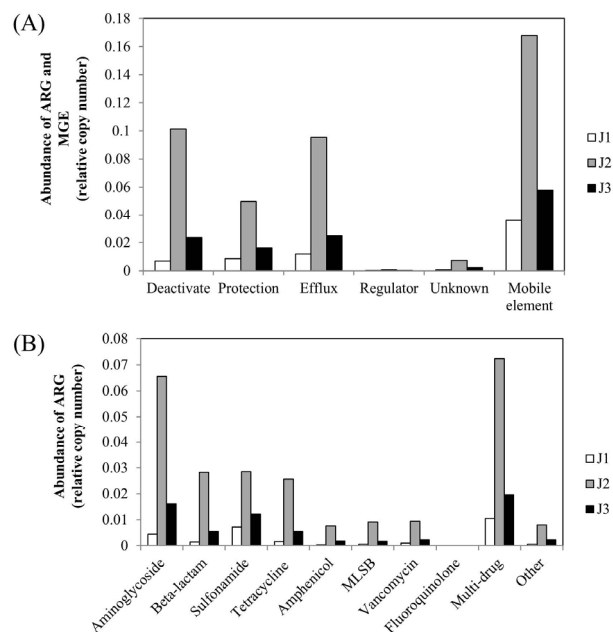 (A)
Abundance of ARG and
MGE
(relative copy number)
0.18
0.16
0.14
0.12
0.1
0.08
0.06
0.04
0.02
0
Deactivate Protection Efflux Regulator Unknown Mobile
element
J1
J2
J3
(B)
Abundance of ARG
(relative copy number)
0.08
0.07
0.06
0.05
0.04
0.03
0.02
0.01
0
Aminoglycoside
Beta-lactam
Sulfonamide
Tetracycline
Amphenicol
MLSB
Vancomycin
Fluoroquinolone
Multi-drug
Other
J1
J2
J3